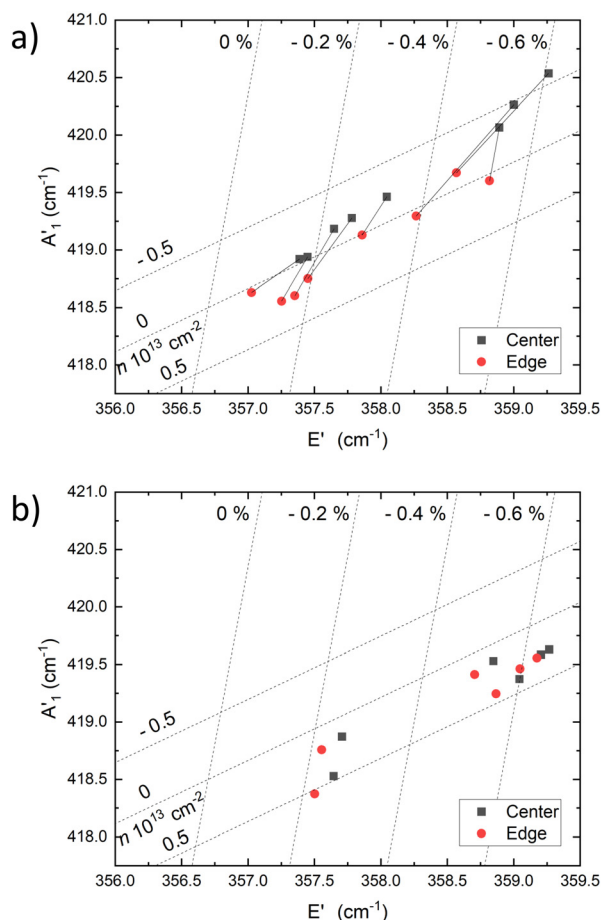 a)
0 % - 0.2 % - 0.4 % - 0.6 %
421.0
420.5
420.0
419.5
419.0
418.5
418.0
A'₁ (cm⁻¹)
- 0.5
0
n 10¹³ cm⁻²
0.5
Center
Edge
356.0 356.5 357.0 357.5 358.0 358.5 359.0 359.5
E' (cm⁻¹)
b)
0 % - 0.2 % - 0.4 % - 0.6 %
421.0
420.5
420.0
419.5
419.0
418.5
418.0
A'₁ (cm⁻¹)
- 0.5
0
n 10¹³ cm⁻²
0.5
Center
Edge
356.0 356.5 357.0 357.5 358.0 358.5 359.0 359.5
E' (cm⁻¹)